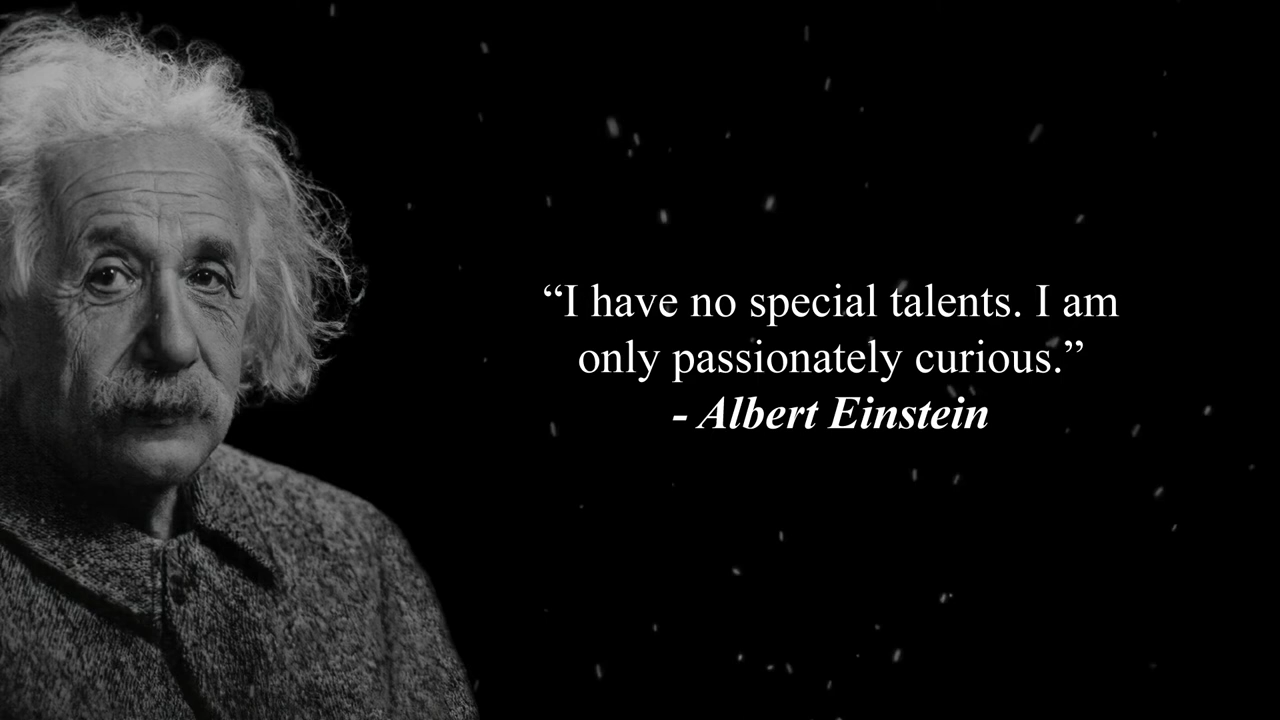 “I have no special talents. I am
only passionately curious.”
- Albert Einstein